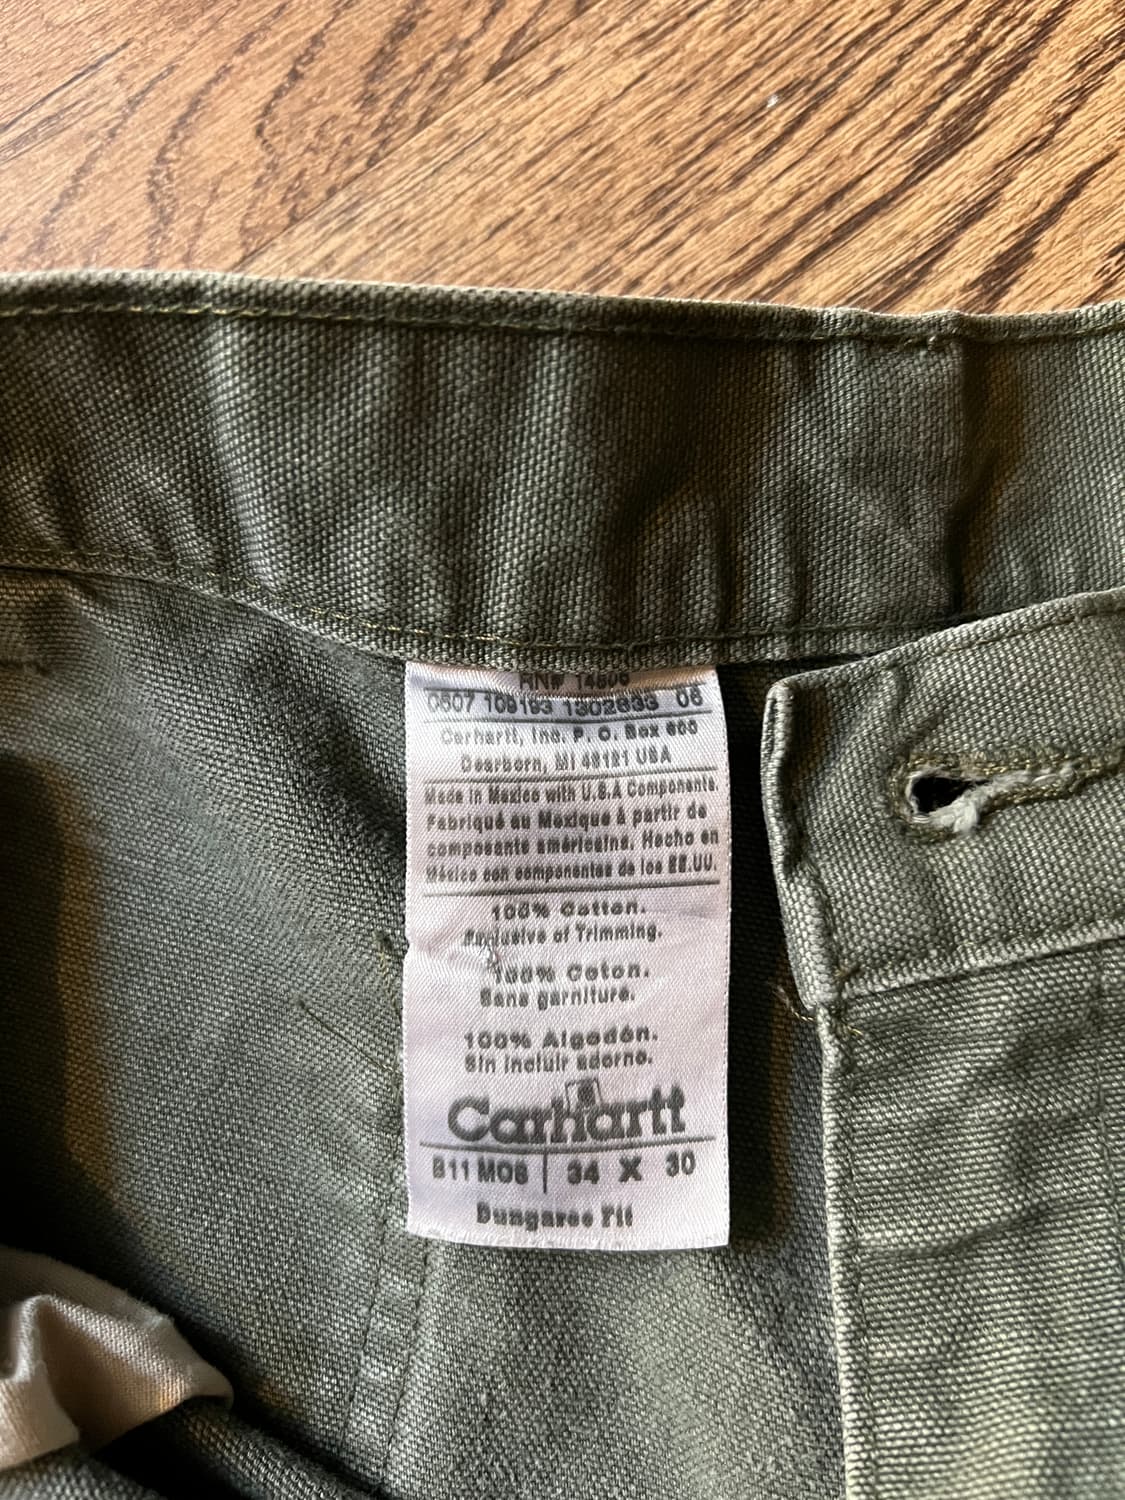 RN# 14806
0607 109193 1302633 06
Carhartt, Inc. P. O. Box 600
Dearborn, MI 48121 USA
Made in Mexico with U.S.A Components.
Fabriqué au Mexique à partir de
composants américains. Hecho en
México con componentes de los EE.UU.
100% Cotton.
Exclusive of Trimming.
100% Coton.
Sans garniture.
100% Algodón.
Sin incluir adorno.
Carhartt
B11 MOS | 34 X 30
Dungaree Fit